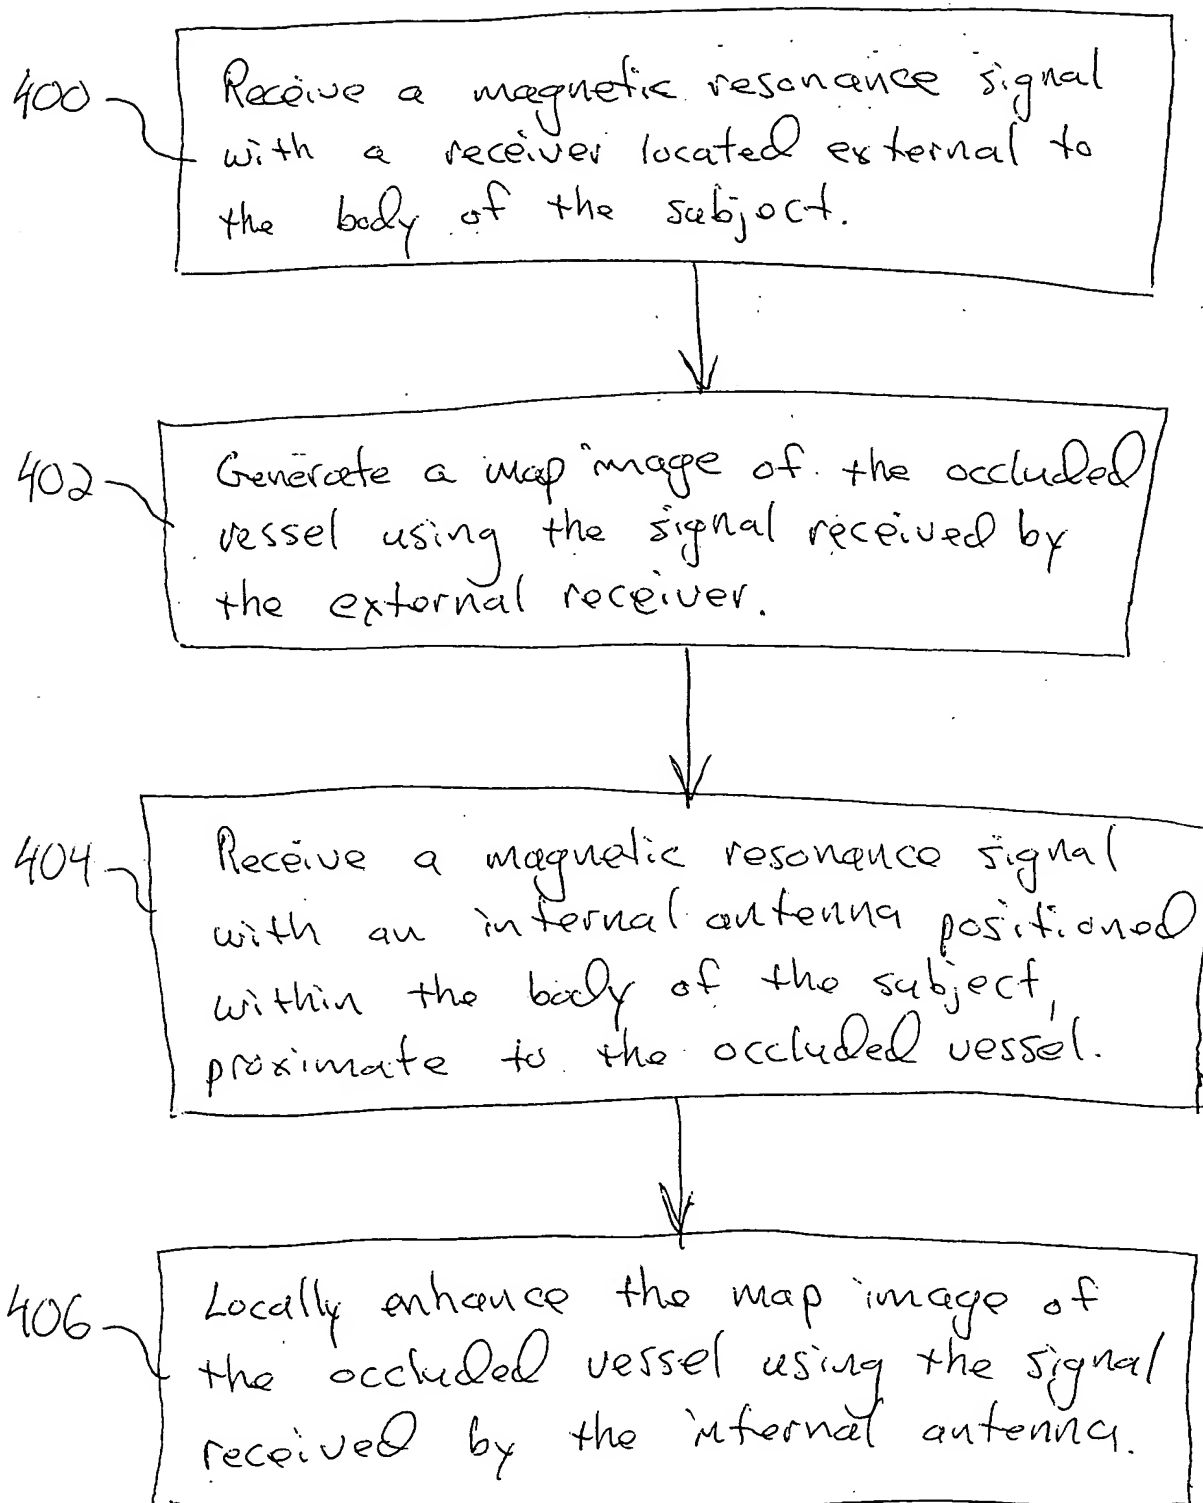 400
Receive a magnetic resonance signal
with a receiver located external to
the body of the subject.
402
Generate a map image of the occluded
vessel using the signal received by
the external receiver.
404
Receive a magnetic resonance signal
with an internal antenna positioned
within the body of the subject,
proximate to the occluded vessel.
406
Locally enhance the map image of
the occluded vessel using the signal
received by the internal antenna.